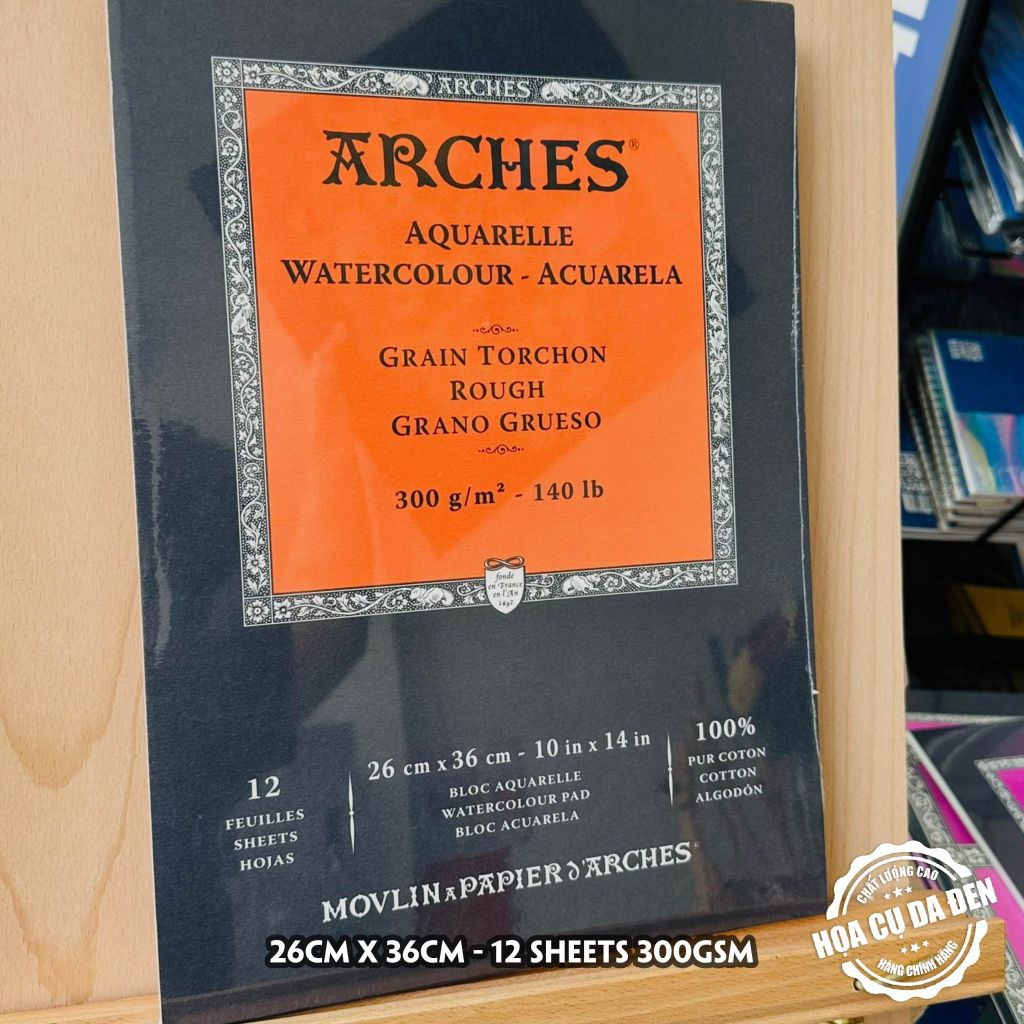 ARCHES
ARCHES®
AQUARELLE
WATERCOLOUR - ACUARELA
GRAIN TORCHON
ROUGH
GRANO GRUESO
300 g/m² - 140 lb
fondé
en France
en l'An
1492
12
FEUILLES
SHEETS
HOJAS
26 cm x 36 cm - 10 in x 14 in
BLOC AQUARELLE
WATERCOLOUR PAD
BLOC ACUARELA
100%
PUR COTON
COTTON
ALGODÓN
MOVLIN A PAPIER D'ARCHES®
26CM X 36CM - 12 SHEETS 300GSM
CHẤT LƯỢNG CAO
HỌA CỤ DA ĐEN
HÀNG CHÍNH HÃNG